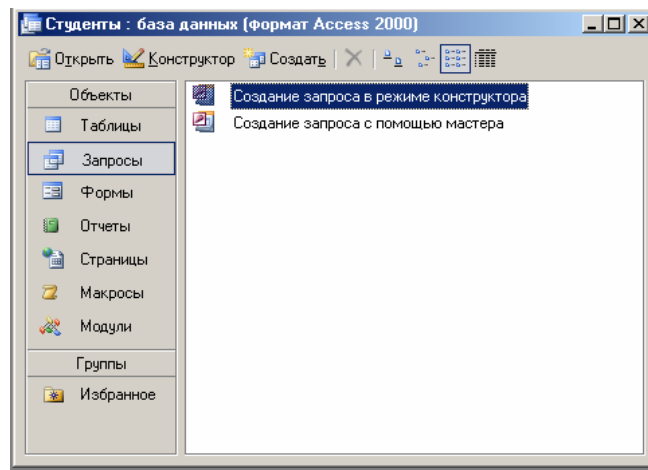 Студенты : база данных (формат Access 2000)
Открыть Конструктор Создать
Объекты
Таблицы
Запросы
Формы
Отчеты
Страницы
Макросы
Модули
Группы
Избранное
Создание запроса в режиме конструктора
Создание запроса с помощью мастера